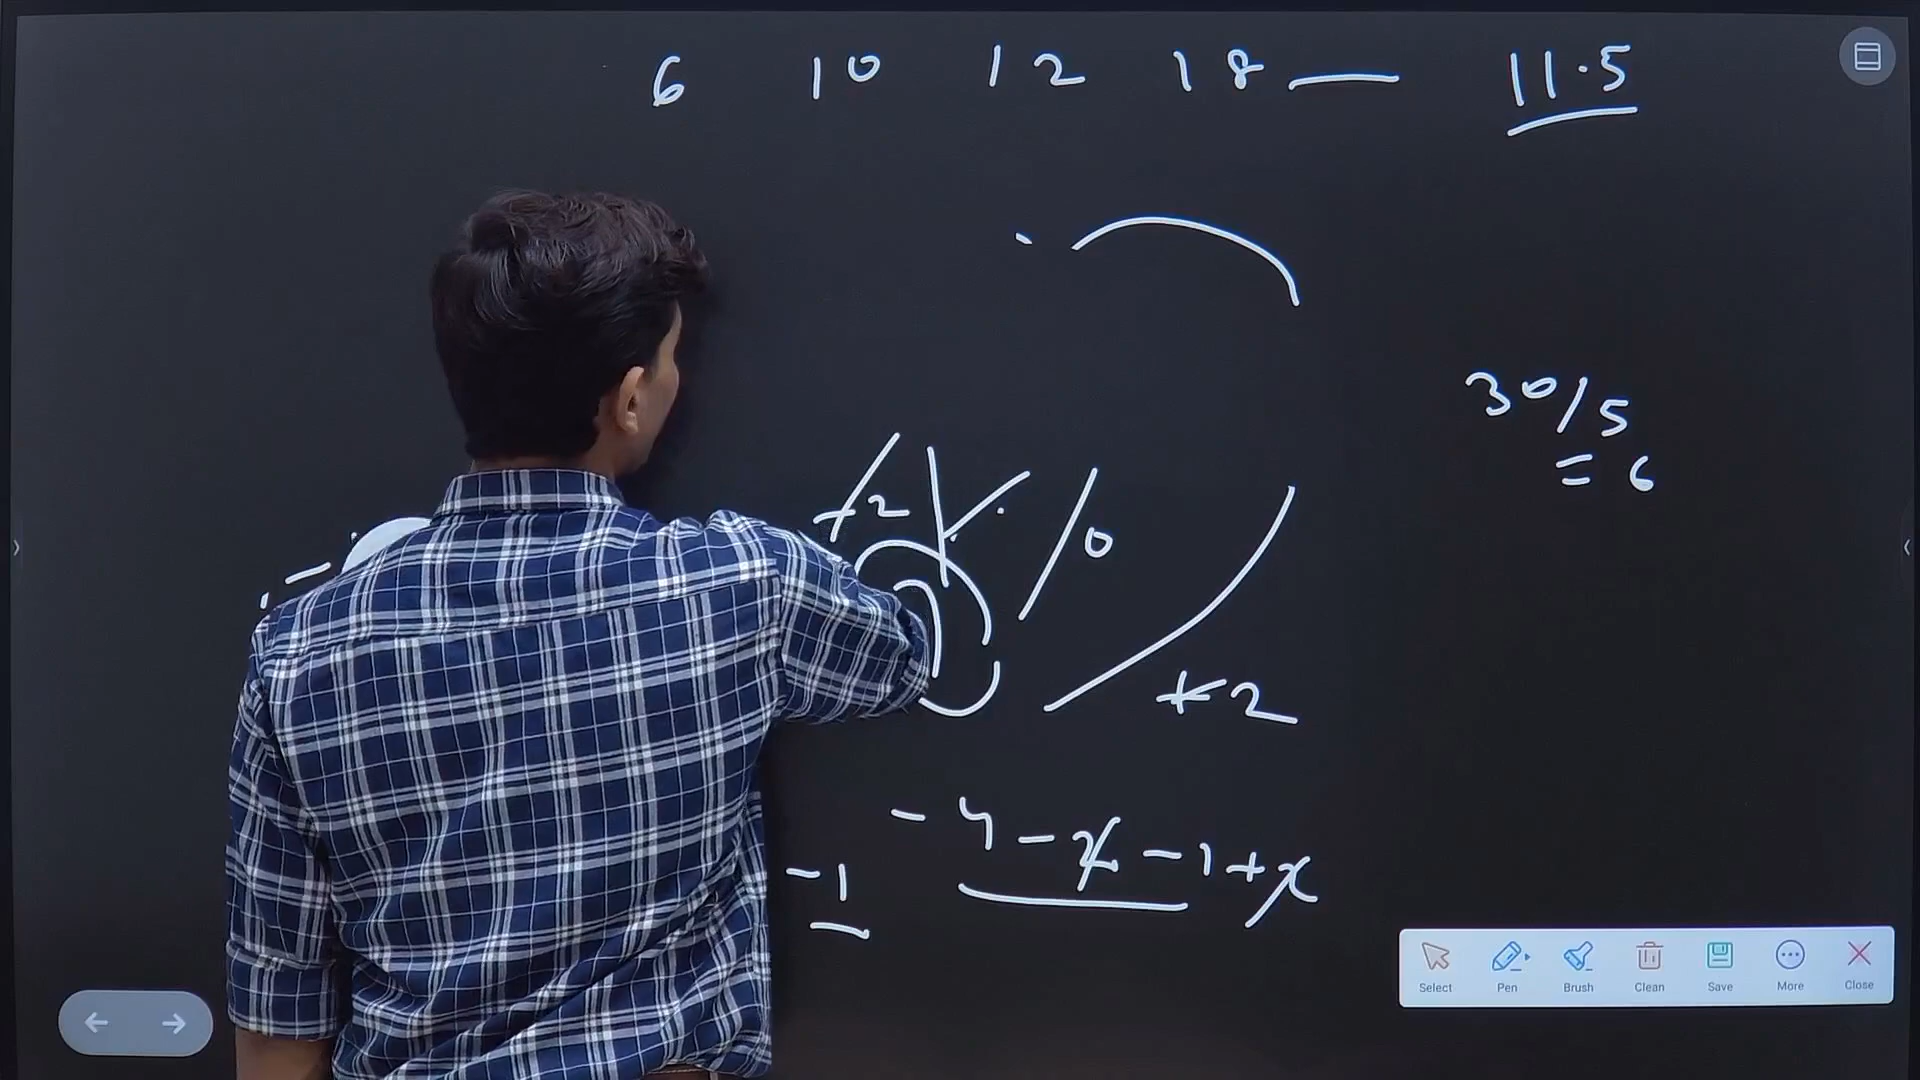 6 10 12 18 — 11.5
30/5
= 6
+2
0
+2
- 4 - x - 1 + x
-1
Select Pen Brush Clean Save More Close